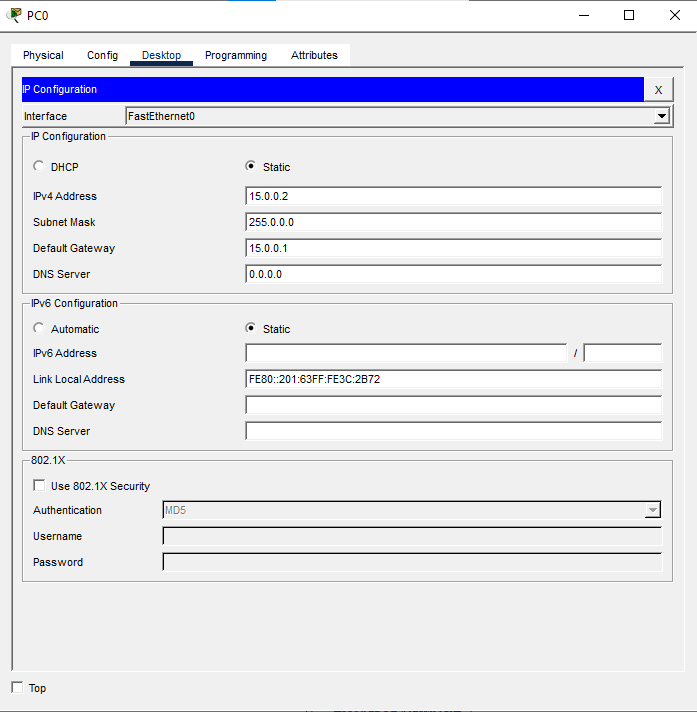 PC0
Physical Config Desktop Programming Attributes
IP Configuration X
Interface FastEthernet0
IP Configuration
DHCP Static
IPv4 Address 15.0.0.2
Subnet Mask 255.0.0.0
Default Gateway 15.0.0.1
DNS Server 0.0.0.0
IPv6 Configuration
Automatic Static
IPv6 Address /
Link Local Address FE80::201:63FF:FE3C:2B72
Default Gateway
DNS Server
802.1X
Use 802.1X Security
Authentication MD5
Username
Password
Top